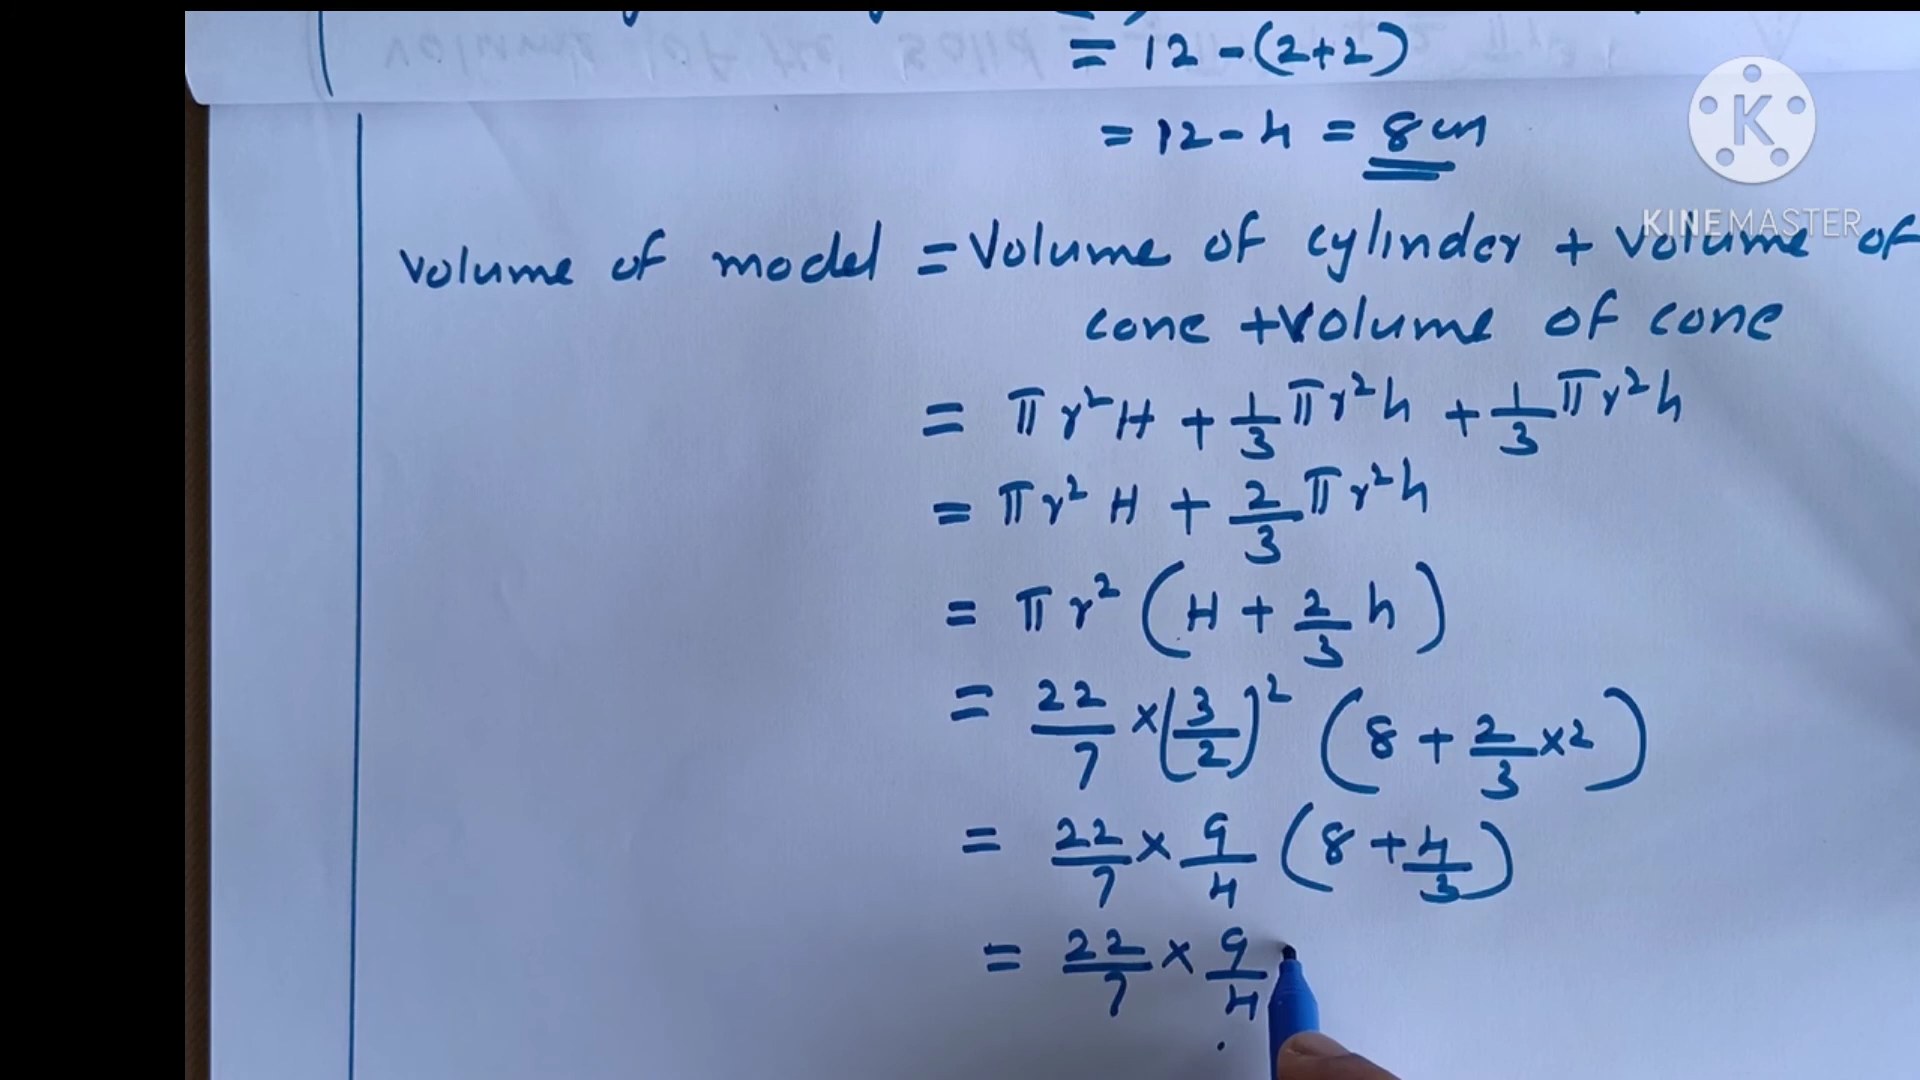 = 12 - (2+2)
= 12 - 4 = 8 cm
K
KINEMASTER
Volume of model = Volume of cylinder + Volume of
cone + Volume of cone
= πr²H + 1/3 πr²h + 1/3 πr²h
= πr²H + 2/3 πr²h
= πr² (H + 2/3 h)
= 22/7 × (3/2)² (8 + 2/3 × 2)
= 22/7 × 9/4 (8 + 4/3)
= 22/7 × 9/4